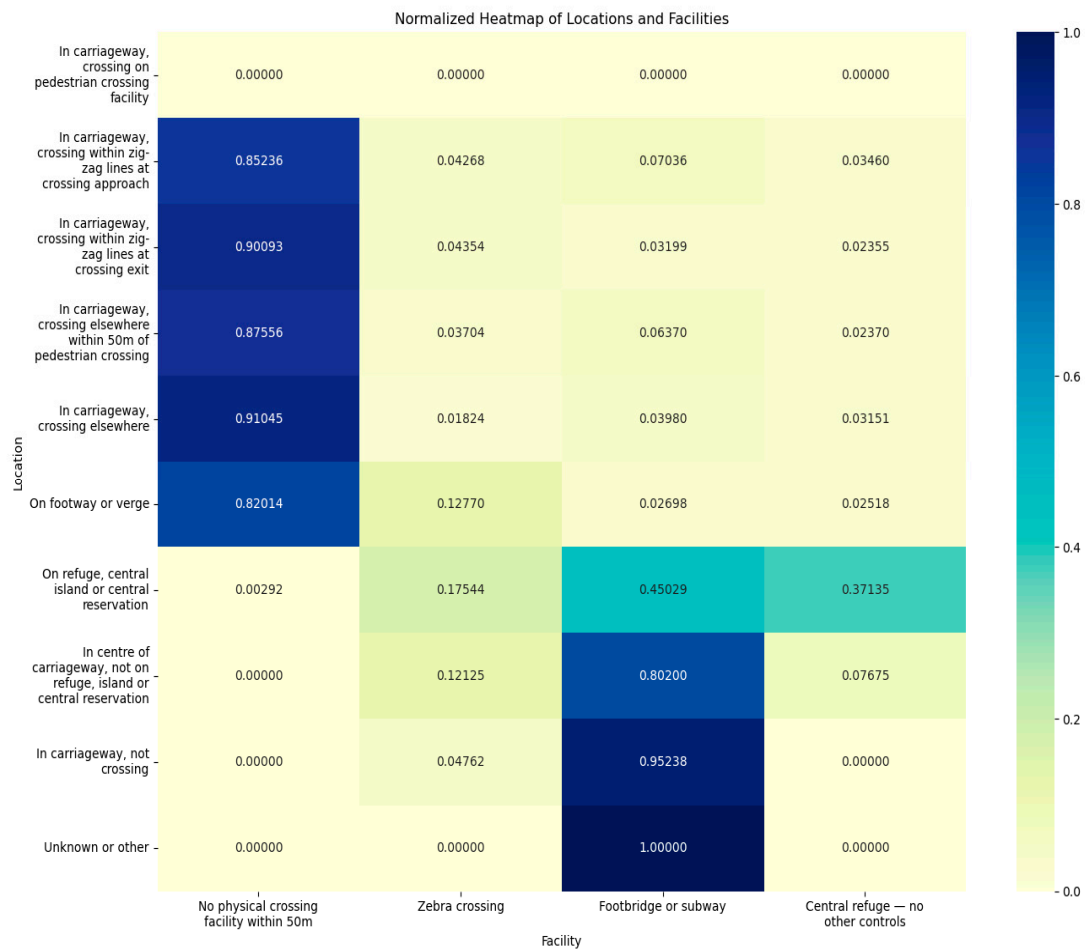 Normalized Heatmap of Locations and Facilities
In carriageway,
crossing on
pedestrian crossing
facility
0.00000 0.00000 0.00000 0.00000
In carriageway,
crossing within zig-
zag lines at
crossing approach
0.85236 0.04268 0.07036 0.03460
In carriageway,
crossing within zig-
zag lines at
crossing exit
0.90093 0.04354 0.03199 0.02355
In carriageway,
crossing elsewhere
within 50m of
pedestrian crossing
0.87556 0.03704 0.06370 0.02370
In carriageway,
crossing elsewhere
0.91045 0.01824 0.03980 0.03151
On footway or verge
0.82014 0.12770 0.02698 0.02518
On refuge, central
island or central
reservation
0.00292 0.17544 0.45029 0.37135
In centre of
carriageway, not on
refuge, island or
central reservation
0.00000 0.12125 0.80200 0.07675
In carriageway, not
crossing
0.00000 0.04762 0.95238 0.00000
Unknown or other
0.00000 0.00000 1.00000 0.00000
Location
No physical crossing
facility within 50m
Zebra crossing
Footbridge or subway
Central refuge — no
other controls
Facility
1.0
0.8
0.6
0.4
0.2
0.0